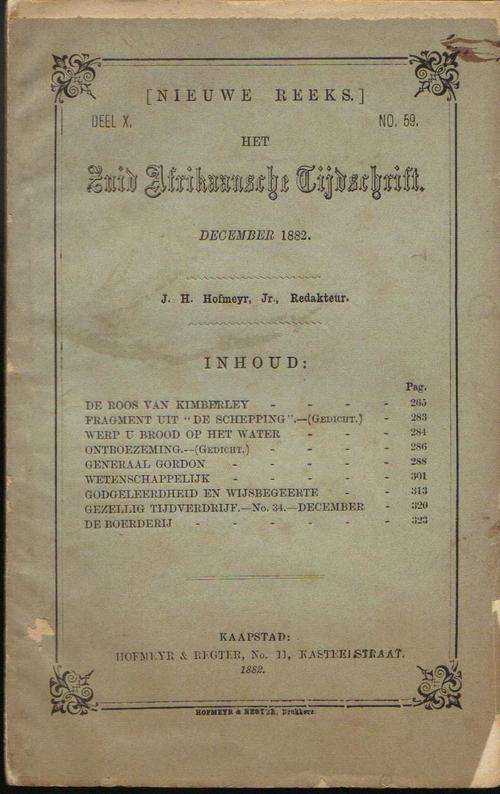 [NIEUWE REEKS.]
DEEL X. NO. 59.
HET
Zuid Afrikaansche Tijdschrift.
DECEMBER 1882.
J. H. Hofmeyr, Jr., Redakteur.
INHOUD:
Pag.
DE ROOS VAN KIMBERLEY - - - - 265
FRAGMENT UIT "DE SCHEPPING".—(GEDICHT.) - 283
WERP U BROOD OP HET WATER - - - 284
ONTBOEZEMING.—(GEDICHT.) - - - - 286
GENERAAL GORDON - - - - - 288
WETENSCHAPPELIJK - - - - - 301
GODGELEERDHEID EN WIJSBEGEERTE - - 313
GEZELLIG TIJDVERDRIJF.—No. 34.—DECEMBER - 320
DE BOERDERIJ - - - - - - 323
KAAPSTAD:
HOFMEYR & REGTER, No. 11, KASTEELSTRAAT.
1882.
HOFMEYR & REGTER, Drukkers.